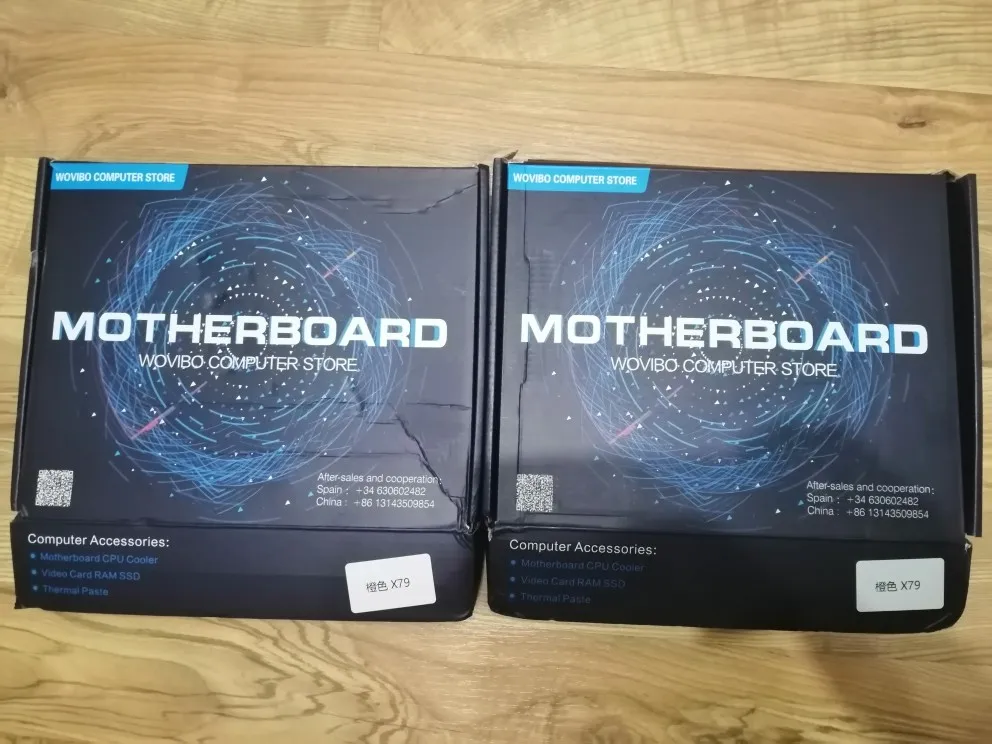 WOVIBO COMPUTER STORE
MOTHERBOARD
WOVIBO COMPUTER STORE.
After-sales and cooperation:
Spain : +34 630602482
China : +86 13143509854
Computer Accessories:
Motherboard CPU Cooler
Video Card RAM SSD
Thermal Paste
橙色 X79
WOVIBO COMPUTER STORE
MOTHERBOARD
WOVIBO COMPUTER STORE.
After-sales and cooperation:
Spain : +34 630602482
China : +86 13143509854
Computer Accessories:
Motherboard CPU Cooler
Video Card RAM SSD
Thermal Paste
橙色 X79